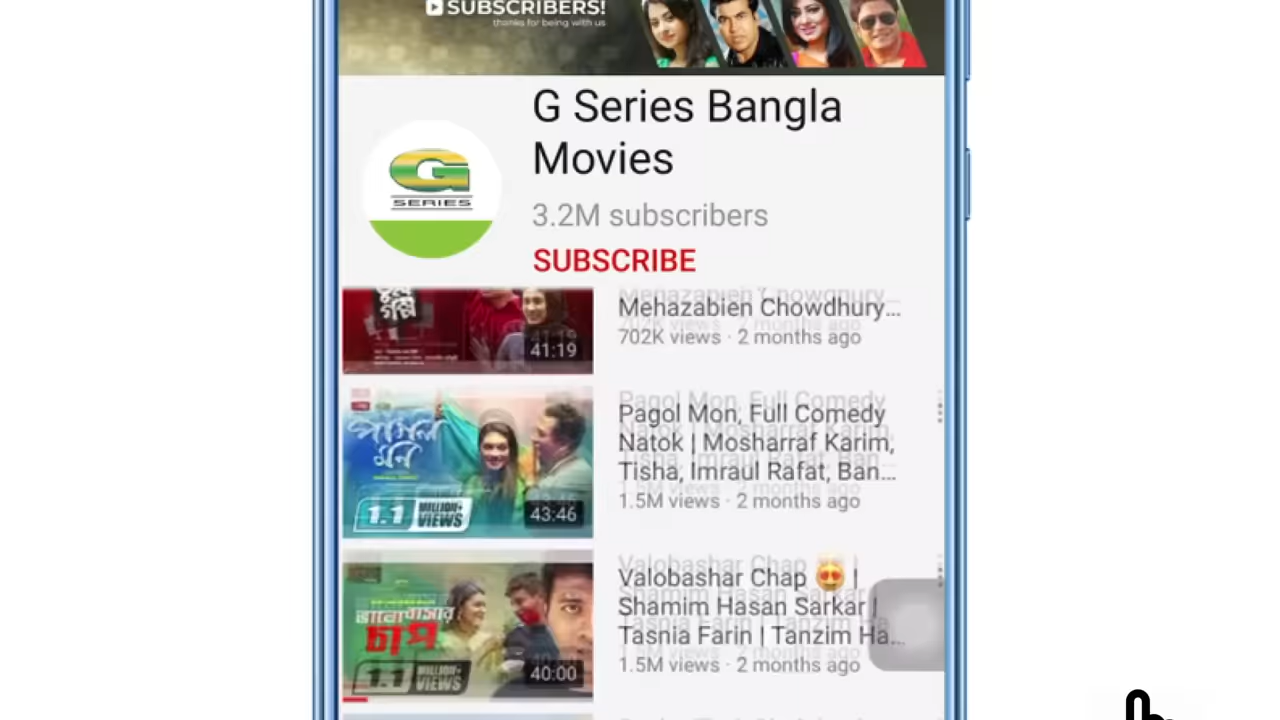 SUBSCRIBERS!
thanks for being with us
G Series Bangla
Movies
G
SERIES
3.2M subscribers
SUBSCRIBE
গল্প
41:19
Mehazabien Chowdhury...
702K views · 2 months ago
পাগল
মন
1.1 MILLION+
VIEWS
43:46
Pagol Mon, Full Comedy
Natok | Mosharraf Karim,
Tisha, Imraul Rafat, Ban...
1.5M views · 2 months ago
ভালোবাসার
চাপ
1.1 MILLION+
VIEWS
40:00
Valobashar Chap 😍 |
Shamim Hasan Sarkar |
Tasnia Farin | Tanzim Ha...
1.5M views · 2 months ago